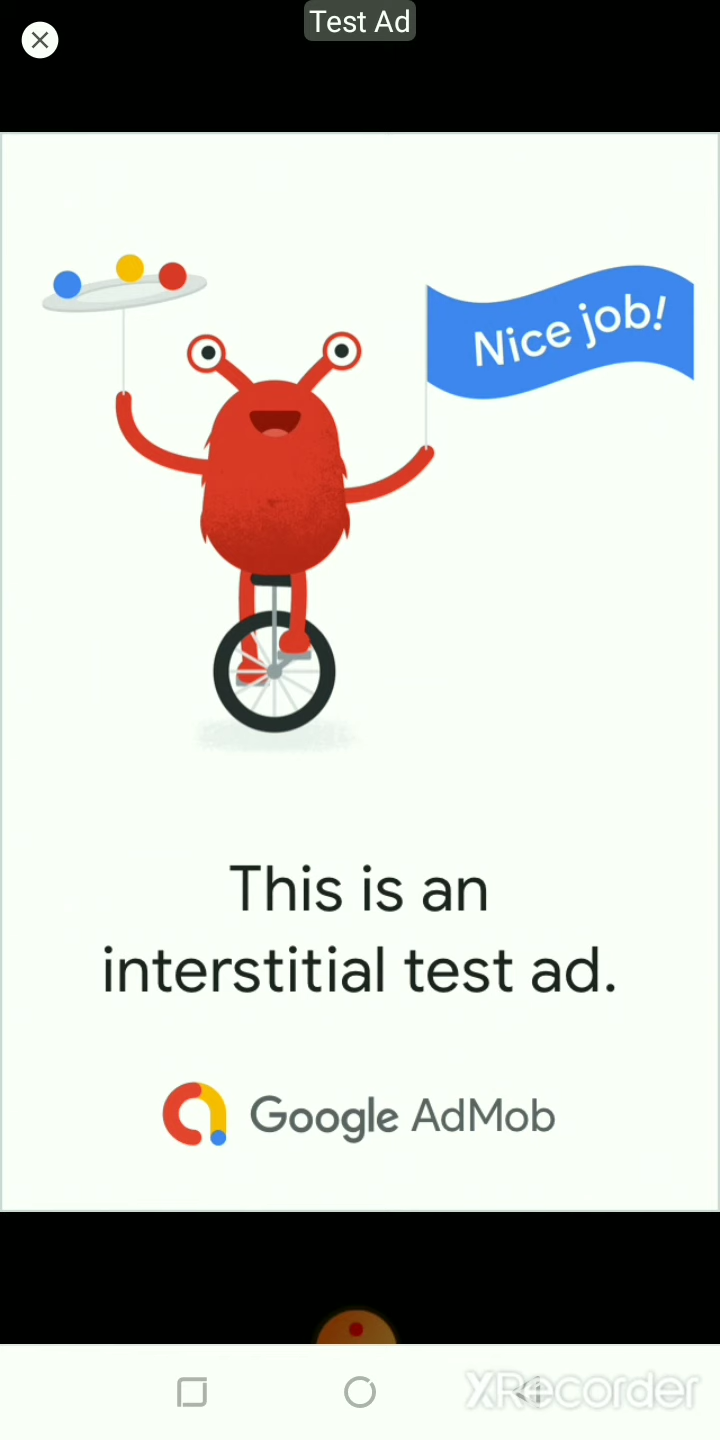 Test Ad
Nice job!
This is an
interstitial test ad.
Google AdMob
XRecorder